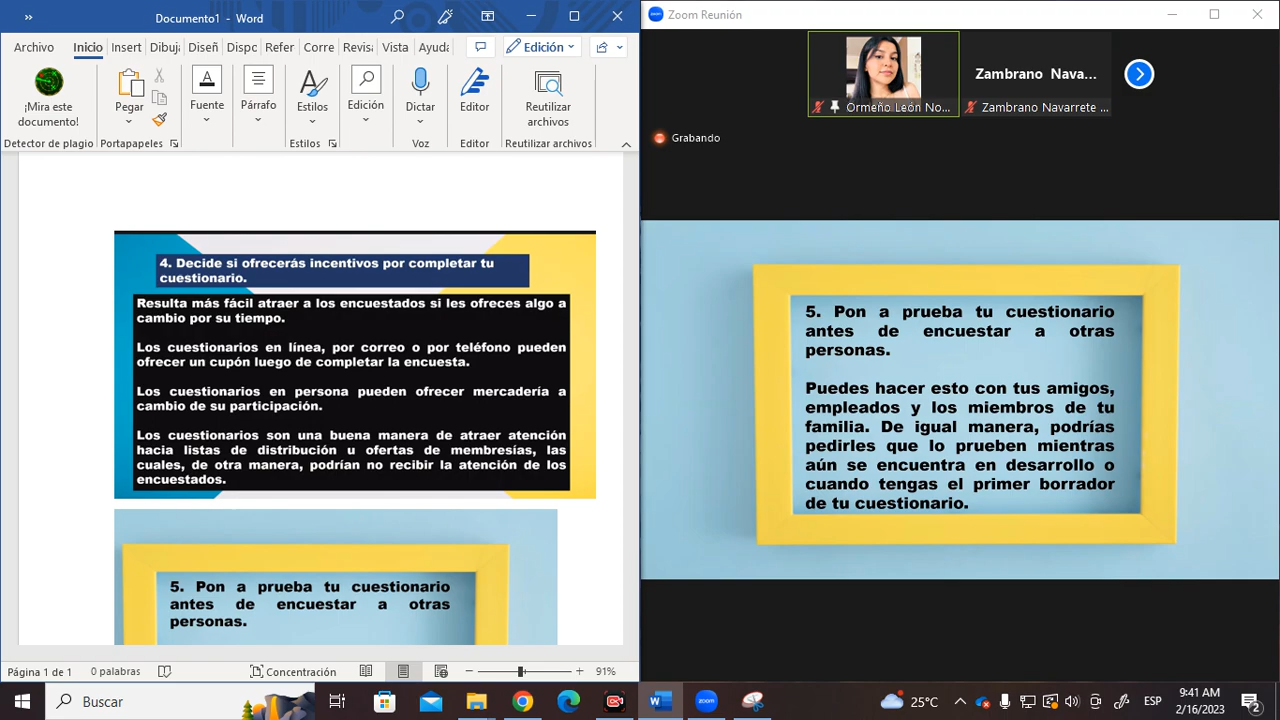 Documento1 - Word
Archivo Inicio Insert Dibuj Diseñ Dispc Refer Corre Revis Vista Ayuda Edición
¡Mira este documento!
Pegar
Fuente
Párrafo
Estilos
Edición
Dictar
Editor
Reutilizar archivos
Detector de plagio Portapapeles Estilos Voz Editor Reutilizar archivos
4. Decide si ofrecerás incentivos por completar tu
cuestionario.
Resulta más fácil atraer a los encuestados si les ofreces algo a
cambio por su tiempo.
Los cuestionarios en línea, por correo o por teléfono pueden
ofrecer un cupón luego de completar la encuesta.
Los cuestionarios en persona pueden ofrecer mercadería a
cambio de su participación.
Los cuestionarios son una buena manera de atraer atención
hacia listas de distribución u ofertas de membresías, las
cuales, de otra manera, podrían no recibir la atención de los
encuestados.
5. Pon a prueba tu cuestionario
antes de encuestar a otras
personas.
Página 1 de 1 0 palabras Concentración 91%
Zoom Reunión
Zambrano Nava...
Ormeño León No... Zambrano Navarrete ...
Grabando
5. Pon a prueba tu cuestionario
antes de encuestar a otras
personas.
Puedes hacer esto con tus amigos,
empleados y los miembros de tu
familia. De igual manera, podrías
pedirles que lo prueben mientras
aún se encuentra en desarrollo o
cuando tengas el primer borrador
de tu cuestionario.
Buscar
25°C
ESP
9:41 AM
2/16/2023
2